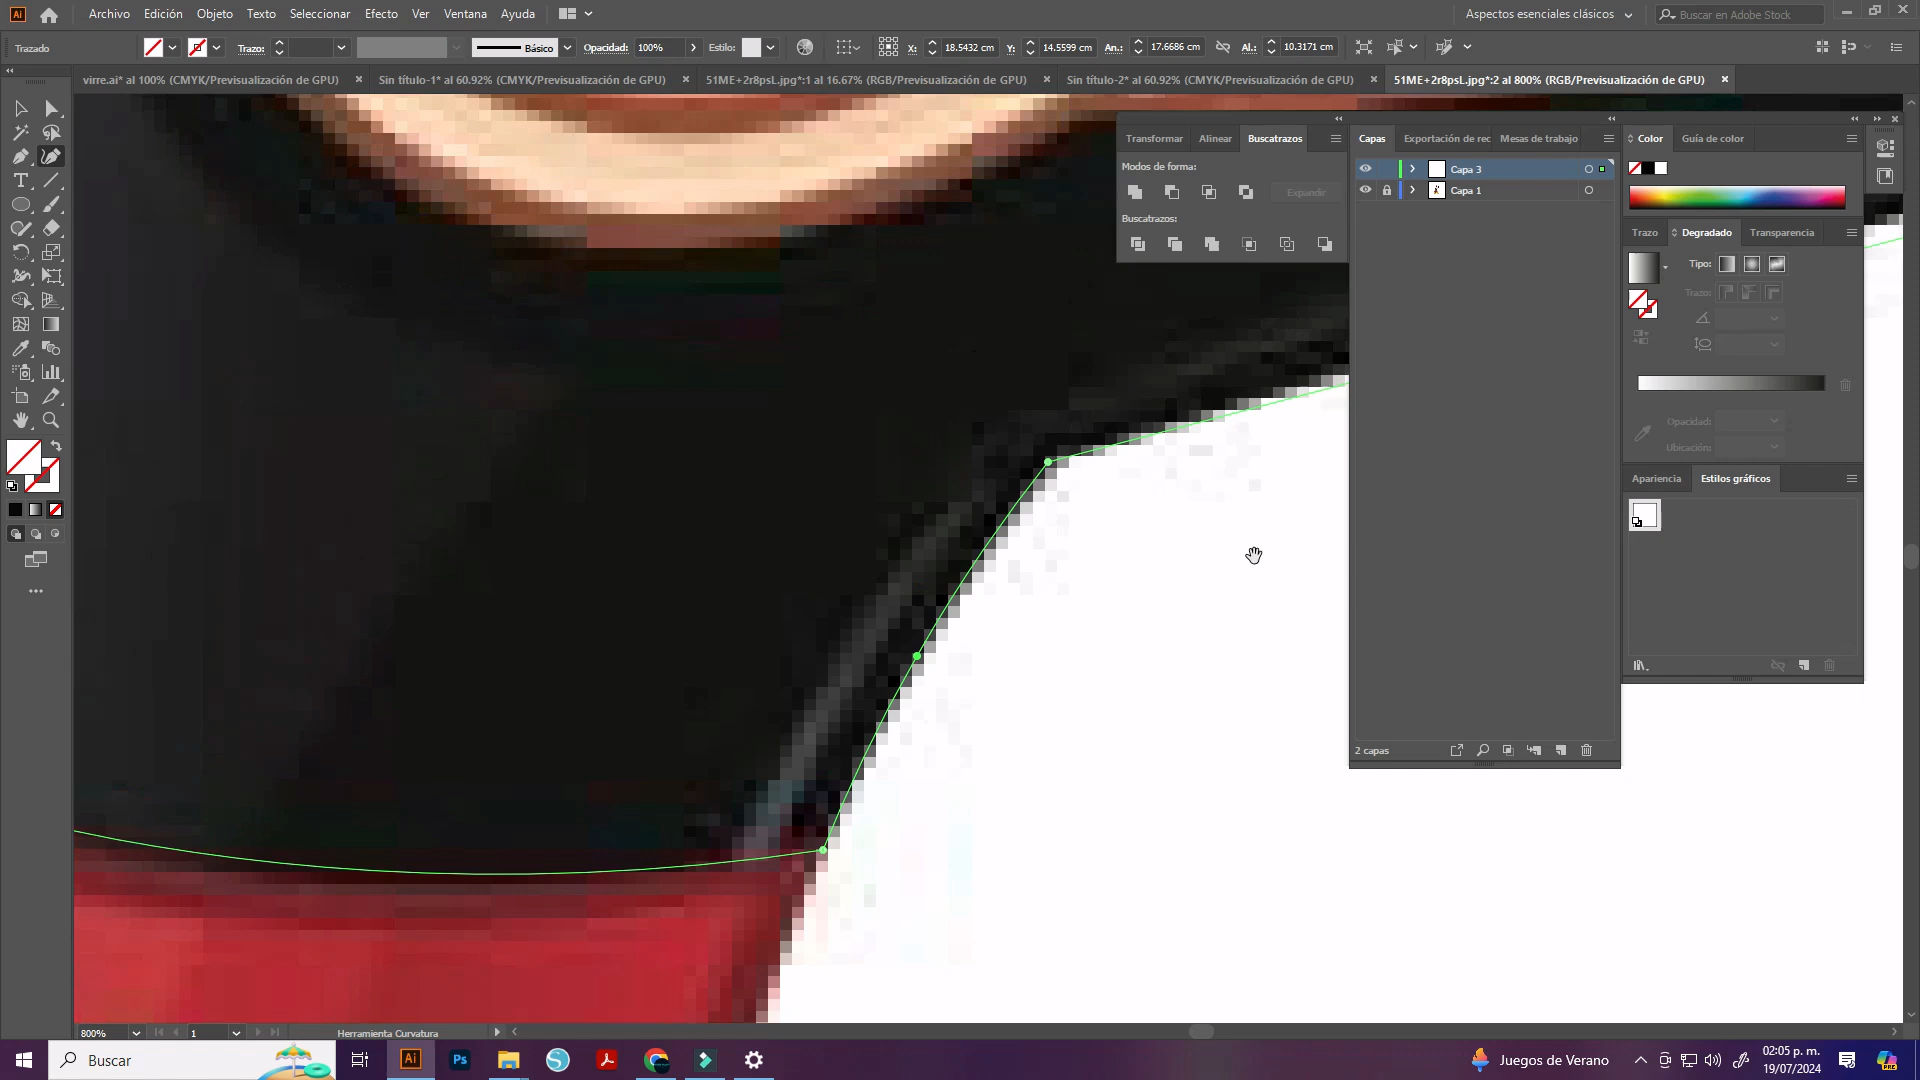 Ai Archivo Edición Objeto Texto Seleccionar Efecto Ver Ventana Ayuda Aspectos esenciales clásicos Buscar en Adobe Stock
Trazado Trazo: Básico Opacidad: 100% Estilo: X: 18.5432 cm Y: 14.5599 cm An.: 17.6686 cm Al.: 10.3171 cm
virre.ai* al 100% (CMYK/Previsualización de GPU) Sin título-1* al 60.92% (CMYK/Previsualización de GPU) 51ME+2r8psL.jpg*:1 al 16.67% (RGB/Previsualización de GPU) Sin título-2* al 60.92% (CMYK/Previsualización de GPU) 51ME+2r8psL.jpg*:2 al 800% (RGB/Previsualización de GPU)
Transformar Alinear Buscatrazos Capas Exportación de rec Mesas de trabajo Color Guía de color
Modos de forma:
Capa 3
Expandir
Capa 1
Buscatrazos:
Trazo Degradado Transparencia
Tipo:
Trazo:
Opacidad:
Ubicación:
Apariencia Estilos gráficos
2 capas
800% 1 Herramienta Curvatura
Buscar Ai Ps Juegos de Verano 02:05 p. m.
19/07/2024